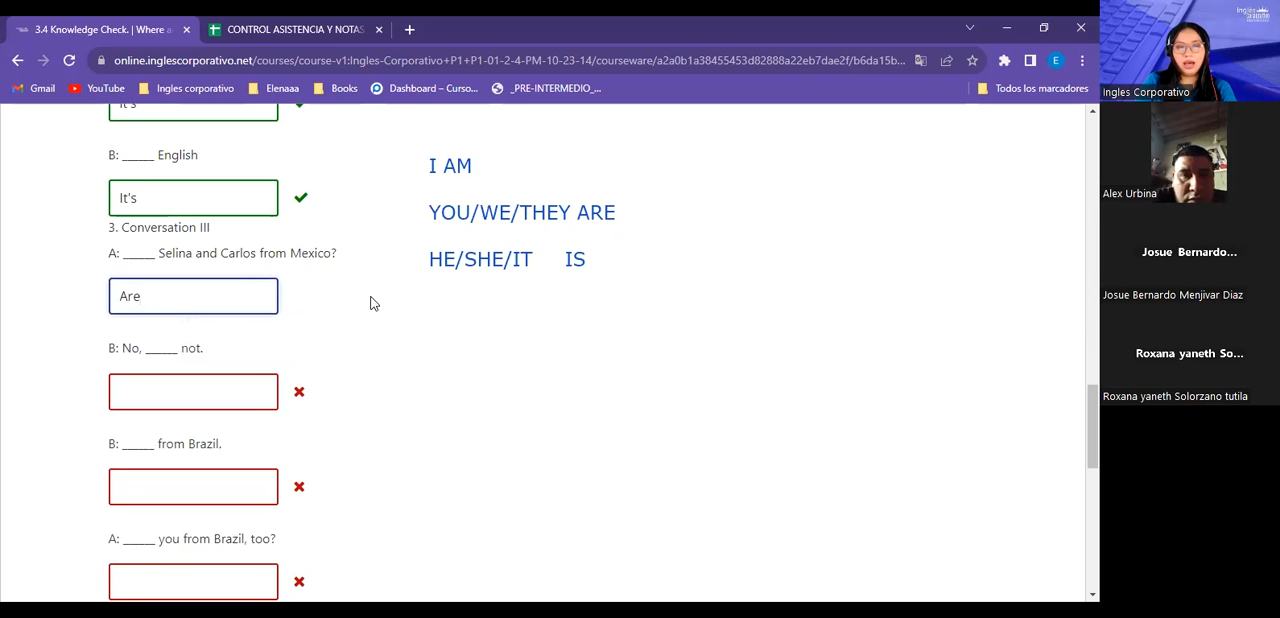 3.4 Knowledge Check. | Where a
CONTROL ASISTENCIA Y NOTAS
online.inglescorporativo.net/courses/course-v1:Ingles-Corporativo+P1+P1-01-2-4-PM-10-23-14/courseware/a2a0b1a38455453d82888a22eb7dae2f/b6da15b...
E
Gmail
YouTube
Ingles corporativo
Elenaaa
Books
Dashboard – Curso...
_PRE-INTERMEDIO_...
Todos los marcadores
It's
B: _____ English
It's
3. Conversation III
A: _____ Selina and Carlos from Mexico?
Are
B: No, _____ not.
B: _____ from Brazil.
A: _____ you from Brazil, too?
I AM
YOU/WE/THEY ARE
HE/SHE/IT IS
Ingles Corporativo
Alex Urbina
Josue Bernardo...
Josue Bernardo Menjivar Diaz
Roxana yaneth So...
Roxana yaneth Solorzano tutila